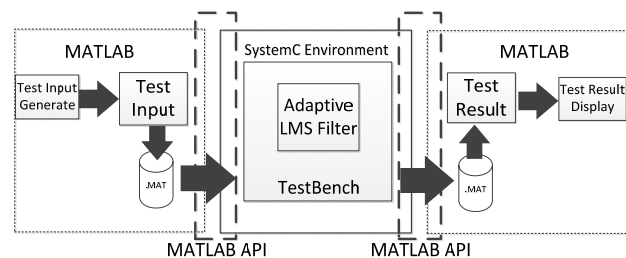 MATLAB
Test Input
Generate
Test
Input
.MAT
MATLAB API
SystemC Environment
Adaptive
LMS Filter
TestBench
MATLAB API
MATLAB
Test
Result
Test Result
Display
.MAT